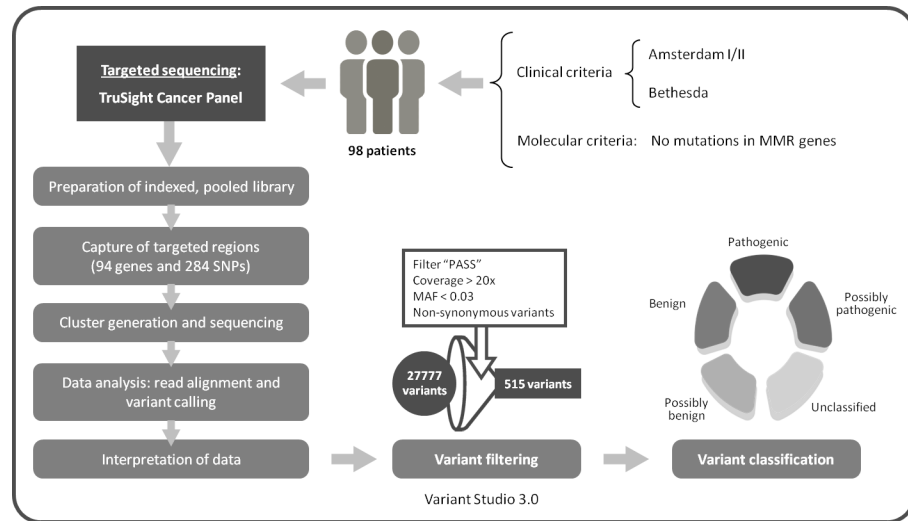 Targeted sequencing:
TruSight Cancer Panel
98 patients
Clinical criteria
Amsterdam I/II
Bethesda
Molecular criteria: No mutations in MMR genes
Preparation of indexed, pooled library
Capture of targeted regions
(94 genes and 284 SNPs)
Cluster generation and sequencing
Data analysis: read alignment and
variant calling
Interpretation of data
Filter “PASS”
Coverage > 20x
MAF < 0.03
Non-synonymous variants
27777
variants
515 variants
Variant filtering
Variant Studio 3.0
Pathogenic
Benign
Possibly
pathogenic
Possibly
benign
Unclassified
Variant classification